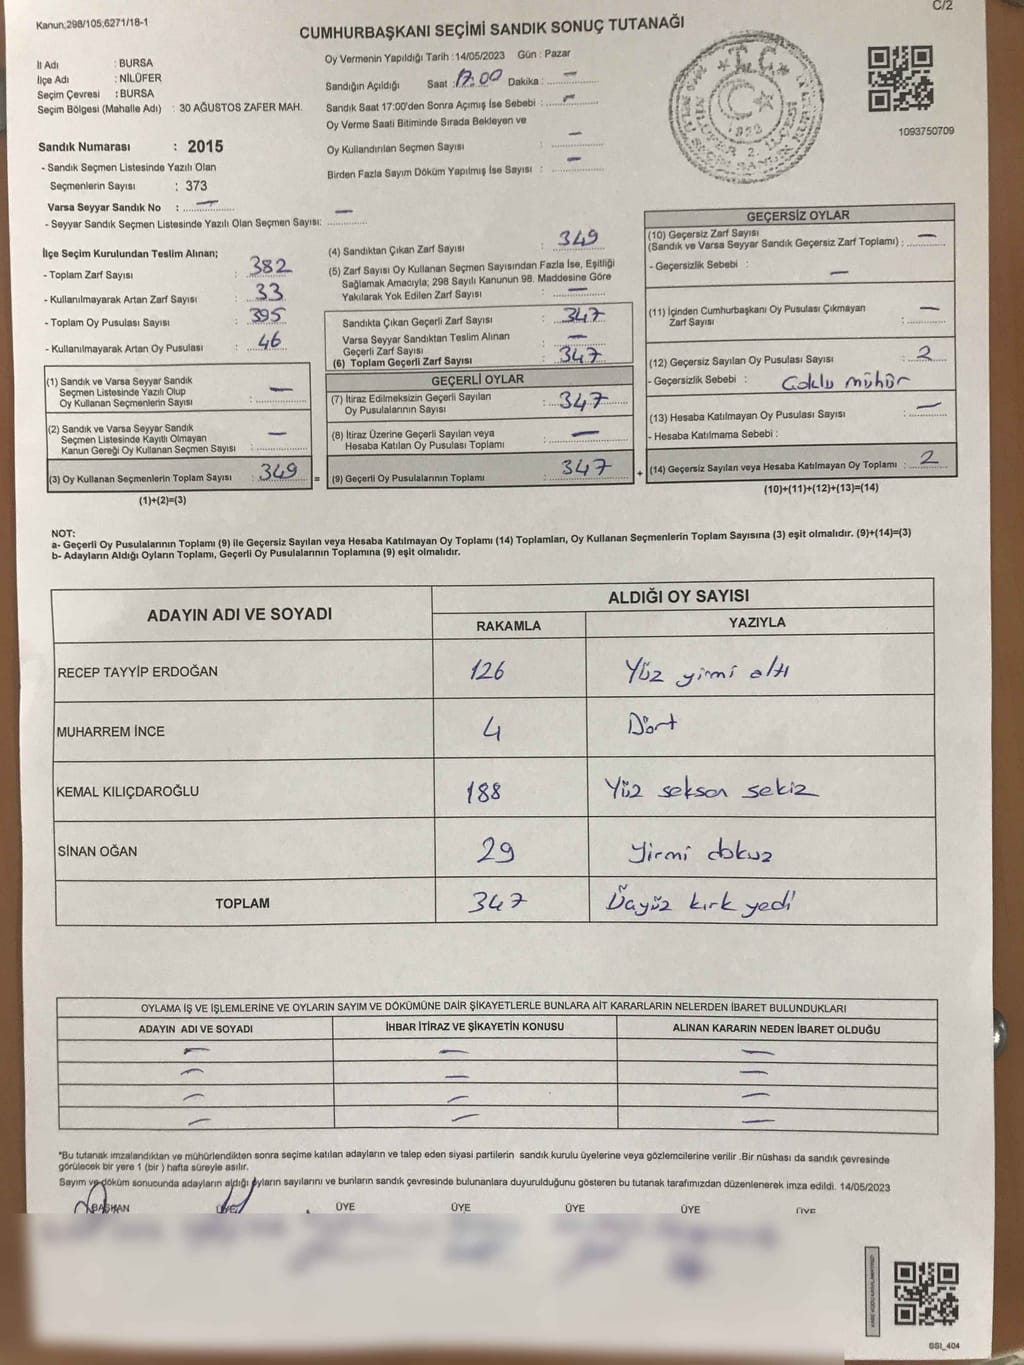 Kanun,298/105,6271/18-1
C/2
CUMHURBAŞKANI SEÇİMİ SANDIK SONUÇ TUTANAĞI
İl Adı : BURSA
İlçe Adı : NİLÜFER
Seçim Çevresi : BURSA
Seçim Bölgesi (Mahalle Adı) : 30 AĞUSTOS ZAFER MAH.
Oy Vermenin Yapıldığı Tarih : 14/05/2023 Gün : Pazar
Sandığın Açıldığı Saat : 17:00 Dakika : —
Sandık Saat 17:00'den Sonra Açımış İse Sebebi : —
Oy Verme Saati Bitiminde Sırada Bekleyen ve
Oy Kullandırılan Seçmen Sayısı —
Birden Fazla Sayım Döküm Yapılmış İse Sayısı : —
T.C.
1093750709
Sandık Numarası : 2015
- Sandık Seçmen Listesinde Yazılı Olan
Seçmenlerin Sayısı : 373
Varsa Seyyar Sandık No : —
- Seyyar Sandık Seçmen Listesinde Yazılı Olan Seçmen Sayısı: —
İlçe Seçim Kurulundan Teslim Alınan;
- Toplam Zarf Sayısı : 382
- Kullanılmayarak Artan Zarf Sayısı : 33
- Toplam Oy Pusulası Sayısı : 395
- Kullanılmayarak Artan Oy Pusulası : 46
(1) Sandık ve Varsa Seyyar Sandık
Seçmen Listesinde Yazılı Olup
Oy Kullanan Seçmenlerin Sayısı : —
(2) Sandık ve Varsa Seyyar Sandık
Seçmen Listesinde Kayıtlı Olmayan
Kanun Gereği Oy Kullanan Seçmen Sayısı : —
(3) Oy Kullanan Seçmenlerin Toplam Sayısı : 349 =
(1)+(2)=(3)
(4) Sandıktan Çıkan Zarf Sayısı : 349
(5) Zarf Sayısı Oy Kullanan Seçmen Sayısından Fazla İse, Eşitliği
Sağlamak Amacıyla; 298 Sayılı Kanunun 98. Maddesine Göre
Yakılarak Yok Edilen Zarf Sayısı : —
Sandıkta Çıkan Geçerli Zarf Sayısı : 347
Varsa Seyyar Sandıktan Teslim Alınan
Geçerli Zarf Sayısı : —
(6) Toplam Geçerli Zarf Sayısı : 347
GEÇERLİ OYLAR
(7) İtiraz Edilmeksizin Geçerli Sayılan
Oy Pusulalarının Sayısı : 347
(8) İtiraz Üzerine Geçerli Sayılan veya
Hesaba Katılan Oy Pusulası Toplamı : —
(9) Geçerli Oy Pusulalarının Toplamı : 347 +
GEÇERSİZ OYLAR
(10) Geçersiz Zarf Sayısı
(Sandık ve Varsa Seyyar Sandık Geçersiz Zarf Toplamı) : —
- Geçersizlik Sebebi : —
(11) İçinden Cumhurbaşkanı Oy Pusulası Çıkmayan
Zarf Sayısı : —
(12) Geçersiz Sayılan Oy Pusulası Sayısı : 2
- Geçersizlik Sebebi : Çoklu mühür
(13) Hesaba Katılmayan Oy Pusulası Sayısı : —
- Hesaba Katılmama Sebebi :
(14) Geçersiz Sayılan veya Hesaba Katılmayan Oy Toplamı : 2
(10)+(11)+(12)+(13)=(14)
NOT:
a- Geçerli Oy Pusulalarının Toplamı (9) ile Geçersiz Sayılan veya Hesaba Katılmayan Oy Toplamı (14) Toplamları, Oy Kullanan Seçmenlerin Toplam Sayısına (3) eşit olmalıdır. (9)+(14)=(3)
b- Adayların Aldığı Oyların Toplamı, Geçerli Oy Pusulalarının Toplamına (9) eşit olmalıdır.
ADAYIN ADI VE SOYADI
ALDIĞI OY SAYISI
RAKAMLA YAZIYLA
RECEP TAYYİP ERDOĞAN 126 Yüz yirmi altı
MUHARREM İNCE 4 Dört
KEMAL KILIÇDAROĞLU 188 Yüz seksen sekiz
SİNAN OĞAN 29 yirmi dokuz
TOPLAM 347 Üçyüz kırk yedi
OYLAMA İŞ VE İŞLEMLERİNE VE OYLARIN SAYIM VE DÖKÜMÜNE DAİR ŞİKAYETLERLE BUNLARA AİT KARARLARIN NELERDEN İBARET BULUNDUKLARI
ADAYIN ADI VE SOYADI İHBAR İTİRAZ VE ŞİKAYETİN KONUSU ALINAN KARARIN NEDEN İBARET OLDUĞU
— — —
— — —
— — —
— — —
*Bu tutanak imzalandıktan ve mühürlendikten sonra seçime katılan adayların ve talep eden siyasi partilerin sandık kurulu üyelerine veya gözlemcilerine verilir .Bir nüshası da sandık çevresinde
görülecek bir yere 1 (bir ) hafta süreyle asılır.
Sayım ve döküm sonucunda adayların aldığı oyların sayılarını ve bunların sandık çevresinde bulunanlara duyurulduğunu gösteren bu tutanak tarafımızdan düzenlenerek imza edildi. 14/05/2023
BAŞKAN ÜYE ÜYE ÜYE ÜYE ÜYE ÜYE
GSI_404